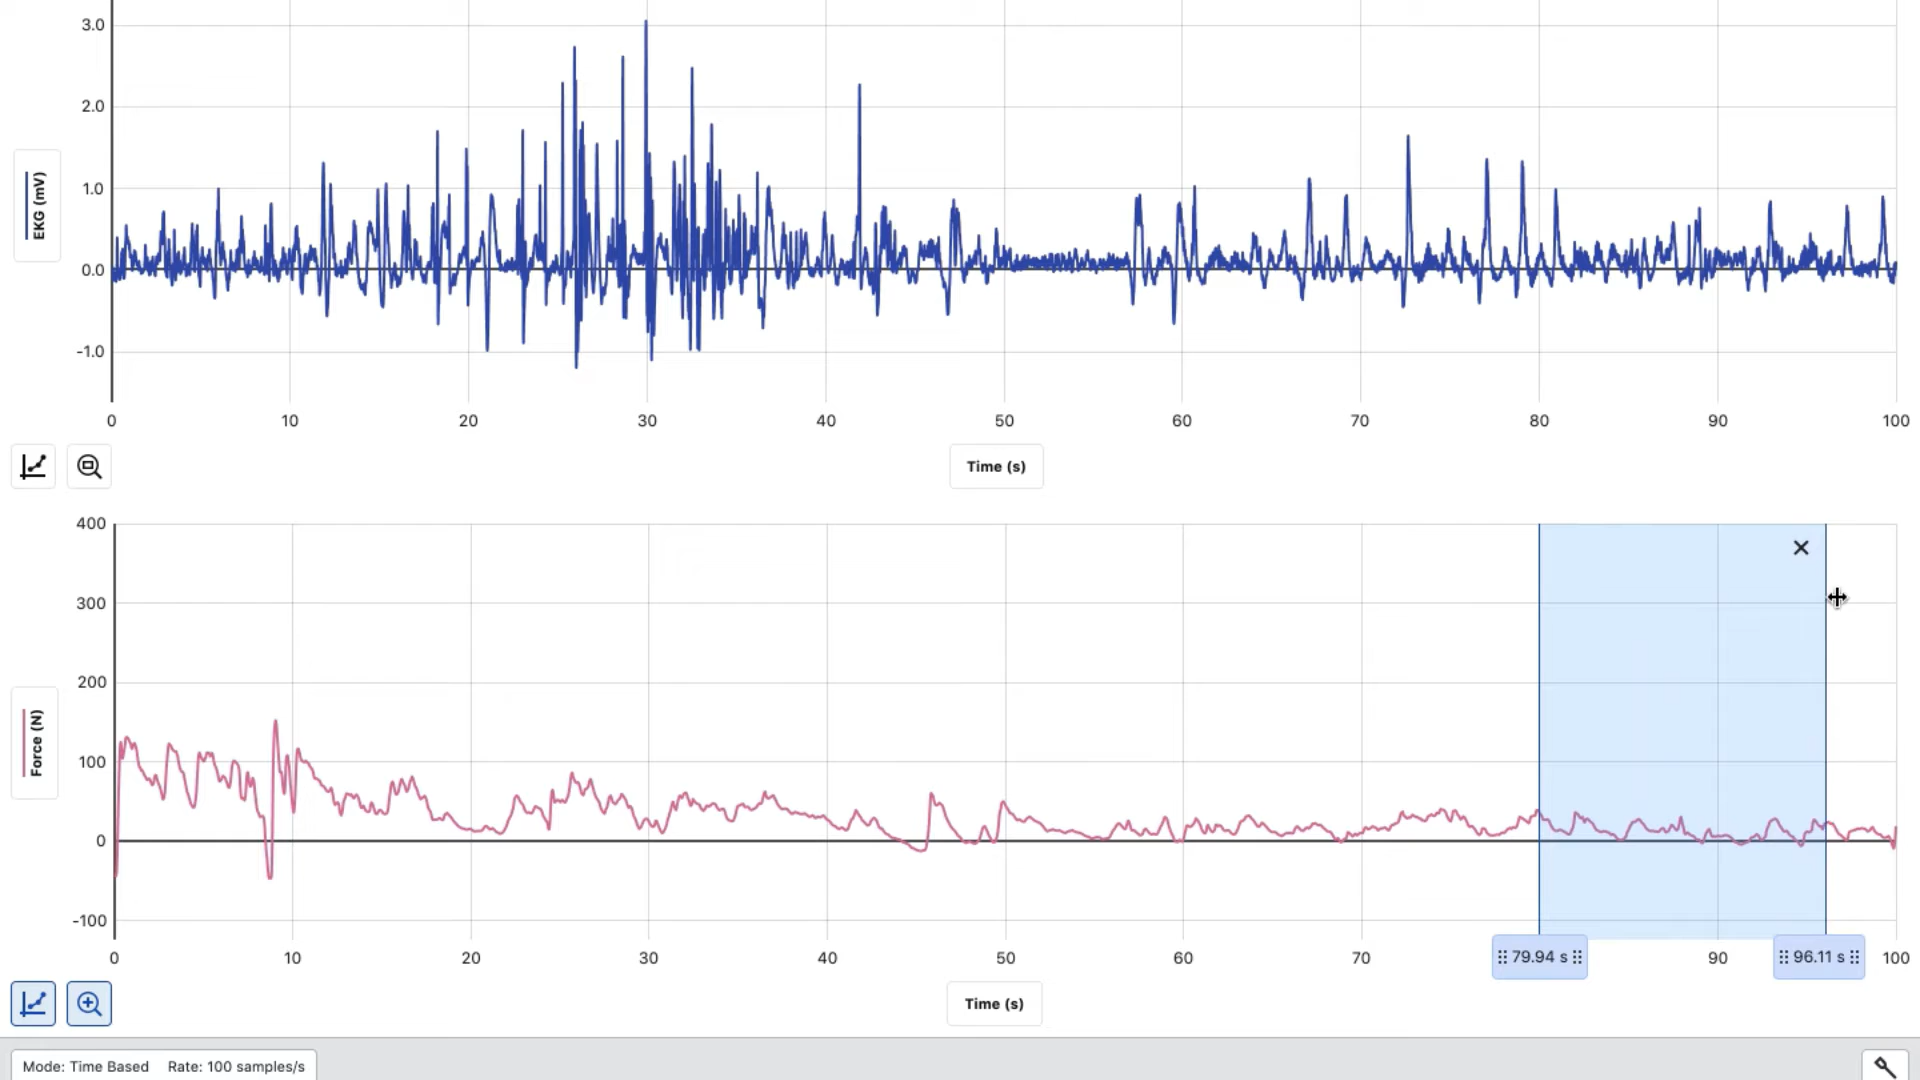 3.0
2.0
1.0
0.0
-1.0
EKG (mV)
0 10 20 30 40 50 60 70 80 90 100
Time (s)
400
300
200
100
0
-100
Force (N)
0 10 20 30 40 50 60 70 79.94 s 90 96.11 s 100
Time (s)
Mode: Time Based Rate: 100 samples/s